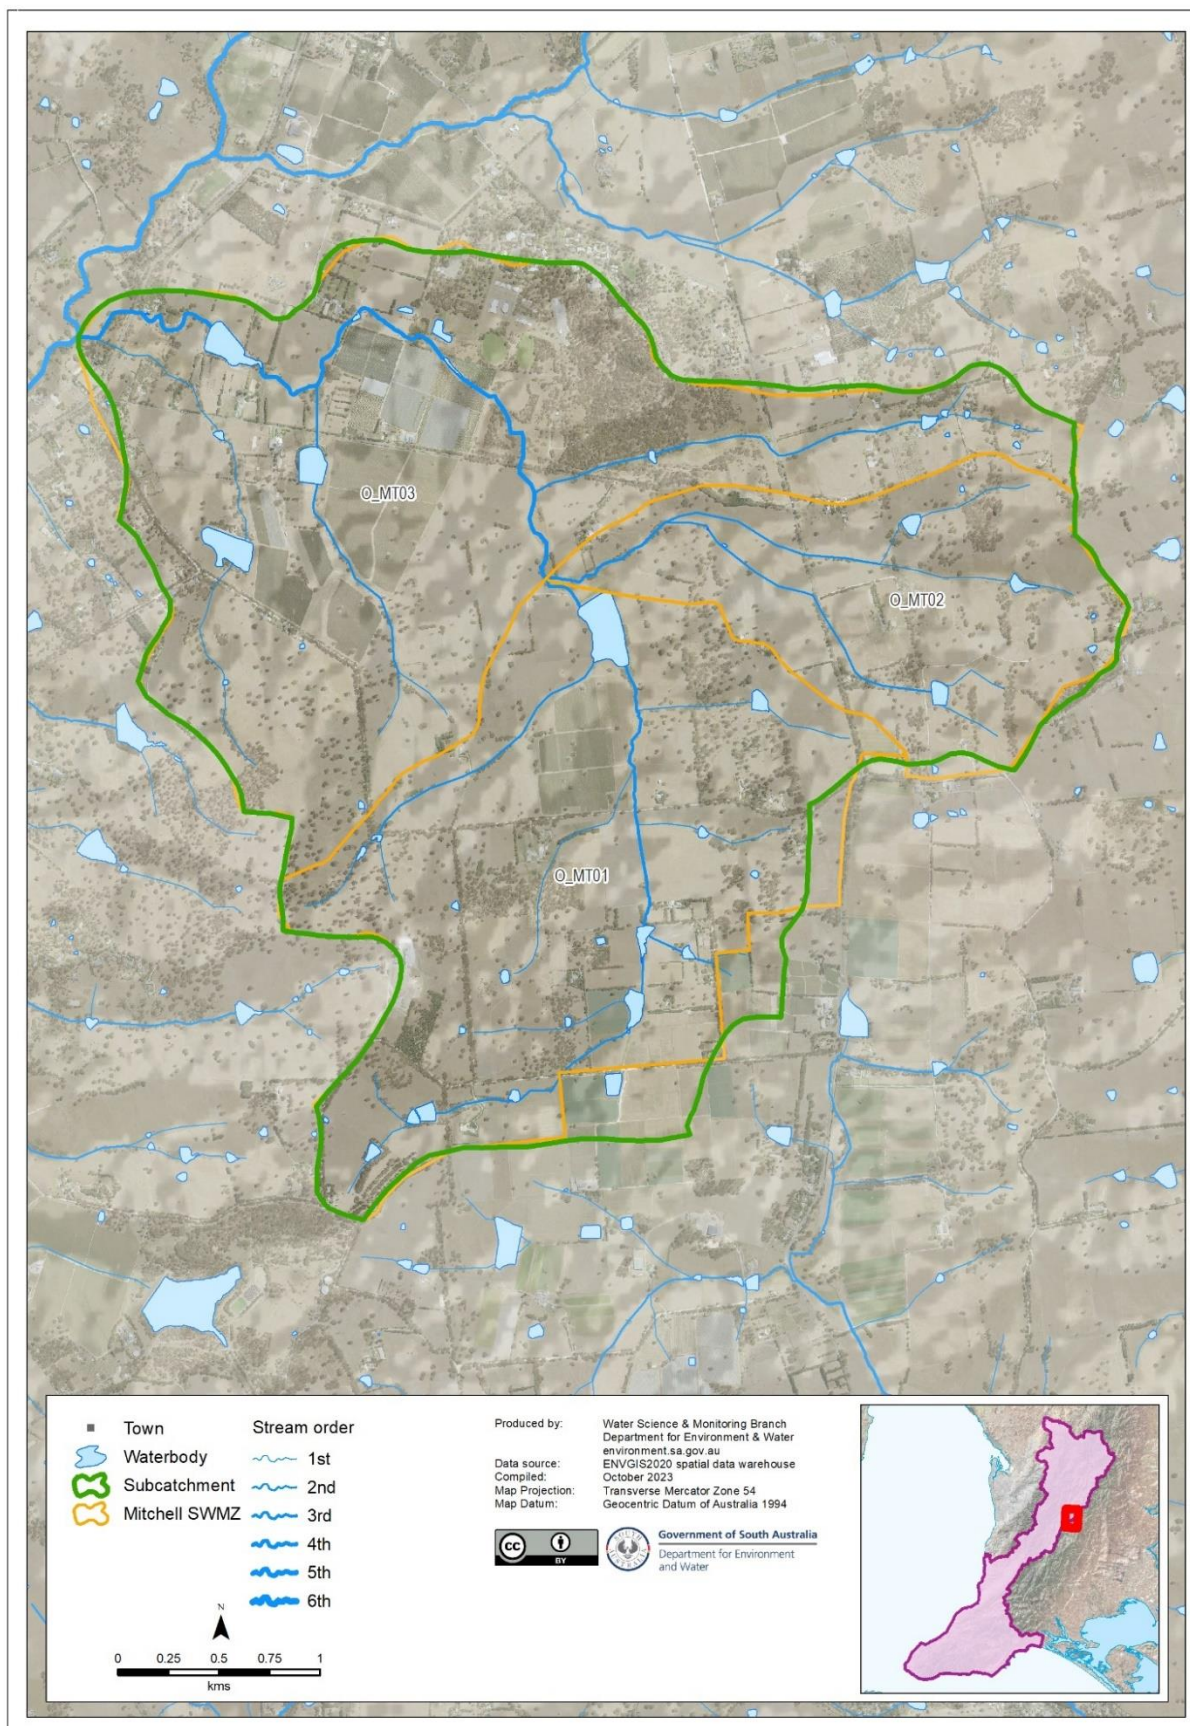 O_MT03
O_MT02
O_MT01
Town
Waterbody
Subcatchment
Mitchell SWMZ
Stream order
1st
2nd
3rd
4th
5th
6th
N
0 0.25 0.5 0.75 1
kms
Produced by: Water Science & Monitoring Branch
Department for Environment & Water
environment.sa.gov.au
Data source: ENVGIS2020 spatial data warehouse
Compiled: October 2023
Map Projection: Transverse Mercator Zone 54
Map Datum: Geocentric Datum of Australia 1994
cc
BY
SOUTH AUSTRALIA
Government of South Australia
Department for Environment
and Water